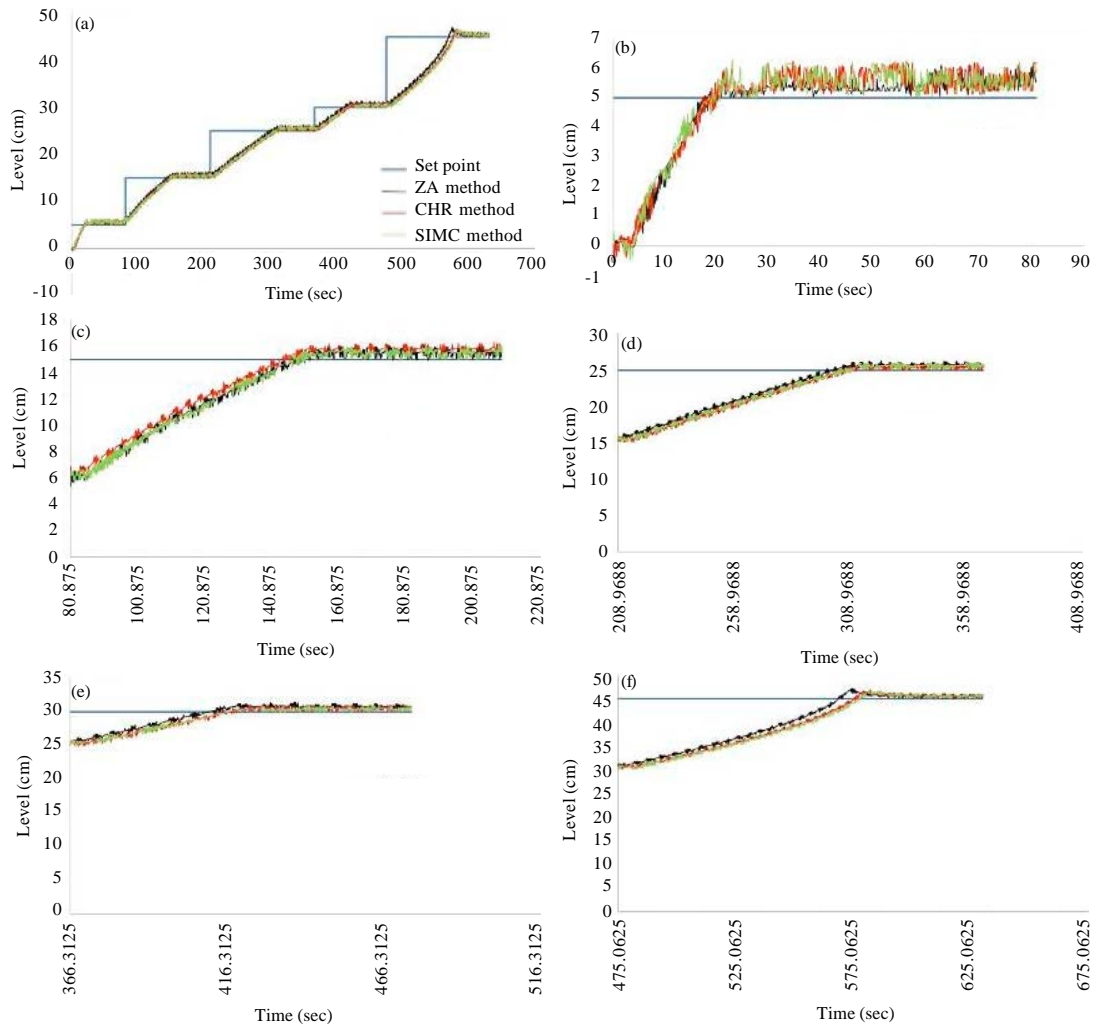 (a)
Level (cm)
50
40
30
20
10
0
-10
0 100 200 300 400 500 600 700
Time (sec)
Set point
ZA method
CHR method
SIMC method
(b)
Level (cm)
7
6
5
4
3
2
1
0
-1
0 10 20 30 40 50 60 70 80 90
Time (sec)
(c)
Level (cm)
18
16
14
12
10
8
6
4
2
0
80.875 100.875 120.875 140.875 160.875 180.875 200.875 220.875
Time (sec)
(d)
Level (cm)
30
25
20
15
10
5
0
208.9688 258.9688 308.9688 358.9688 408.9688
Time (sec)
(e)
Level (cm)
35
30
25
20
15
10
5
0
366.3125 416.3125 466.3125 516.3125
Time (sec)
(f)
Level (cm)
50
45
40
35
30
25
20
15
10
5
0
475.0625 525.0625 575.0625 625.0625 675.0625
Time (sec)